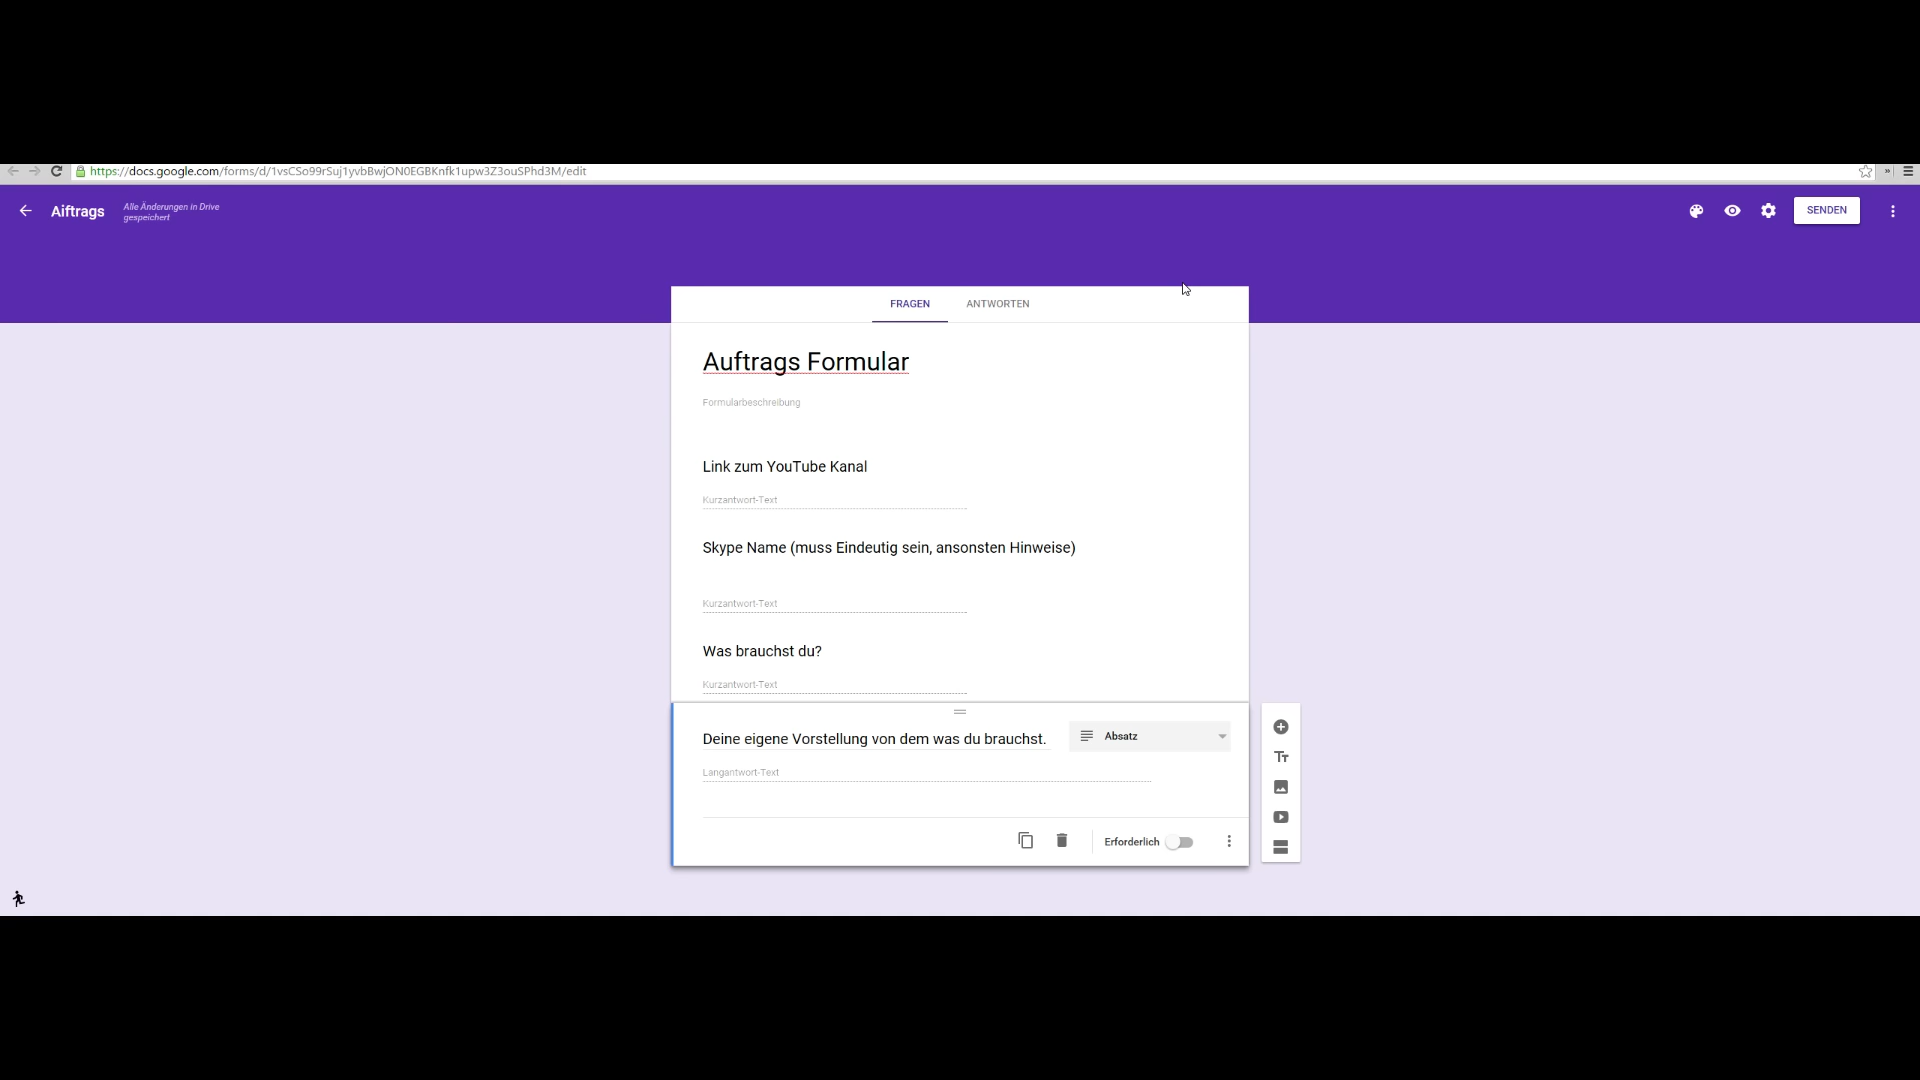 https://docs.google.com/forms/d/1vsCSo99rSuj1yvbBwjON0EGBKnfk1upw3Z3ouSPhd3M/edit
»
Aiftrags
Alle Änderungen in Drive
gespeichert
SENDEN
FRAGEN
ANTWORTEN
Auftrags Formular
Formularbeschreibung
Link zum YouTube Kanal
Kurzantwort-Text
Skype Name (muss Eindeutig sein, ansonsten Hinweise)
Kurzantwort-Text
Was brauchst du?
Kurzantwort-Text
Deine eigene Vorstellung von dem was du brauchst.
Absatz
Langantwort-Text
Erforderlich